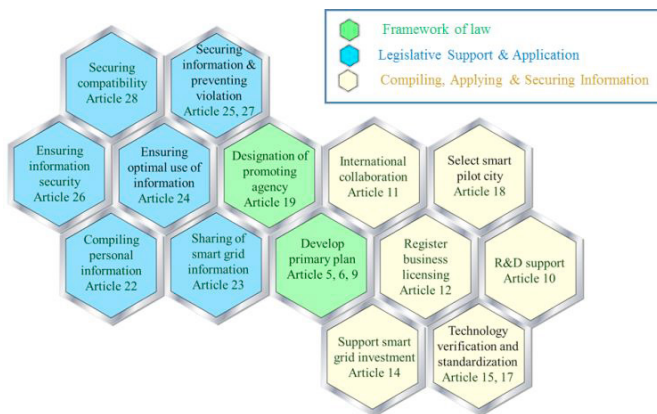 Framework of law
Legislative Support & Application
Compiling, Applying & Securing Information
Securing
compatibility
Article 28
Securing
information &
preventing
violation
Article 25, 27
Ensuring
information
security
Article 26
Ensuring
optimal use of
information
Article 24
Designation of
promoting
agency
Article 19
International
collaboration
Article 11
Select smart
pilot city
Article 18
Compiling
personal
information
Article 22
Sharing of
smart grid
information
Article 23
Develop
primary plan
Article 5, 6, 9
Register
business
licensing
Article 12
R&D support
Article 10
Support smart
grid investment
Article 14
Technology
verification and
standardization
Article 15, 17